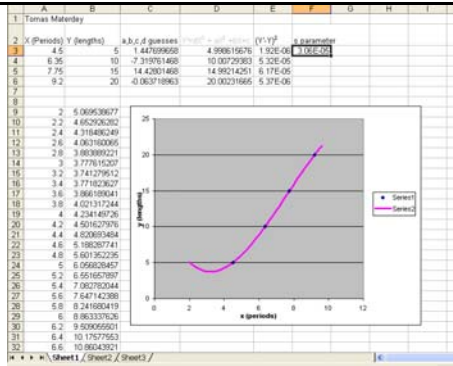 A B C D E F G H I
1 Tomas Materdey
2 X (Periods) Y (lengths) a,b,c,d guesses (Y'-Y)² s parameter
3 4.5 5 1.447699658 4.998615676 1.92E-06 3.06E-05
4 6.35 10 -7.319761468 10.00729383 5.32E-05
5 7.75 15 14.42801468 14.99214251 6.17E-05
6 9.2 20 -0.063718963 20.00231665 5.37E-06
7
8
9 2 5.069538677
10 2.2 4.652926282
11 2.4 4.318486249
12 2.6 4.063160065
13 2.8 3.883889221
14 3 3.777615207
15 3.2 3.741279512
16 3.4 3.771823627
17 3.6 3.866189041
18 3.8 4.021317244
19 4 4.234149726
20 4.2 4.501627976
21 4.4 4.820693484
22 4.6 5.188287741
23 4.8 5.601352235
24 5 6.056828457
25 5.2 6.551657897
26 5.4 7.082782044
27 5.6 7.647142388
28 5.8 8.241680419
29 6 8.863337626
30 6.2 9.509055501
31 6.4 10.17577553
32 6.6 10.86043921
25
20
15
10
5
0
y (lengths)
0 2 4 6 8 10 12
x (periods)
Series1
Series2
Sheet1 / Sheet2 / Sheet3 /